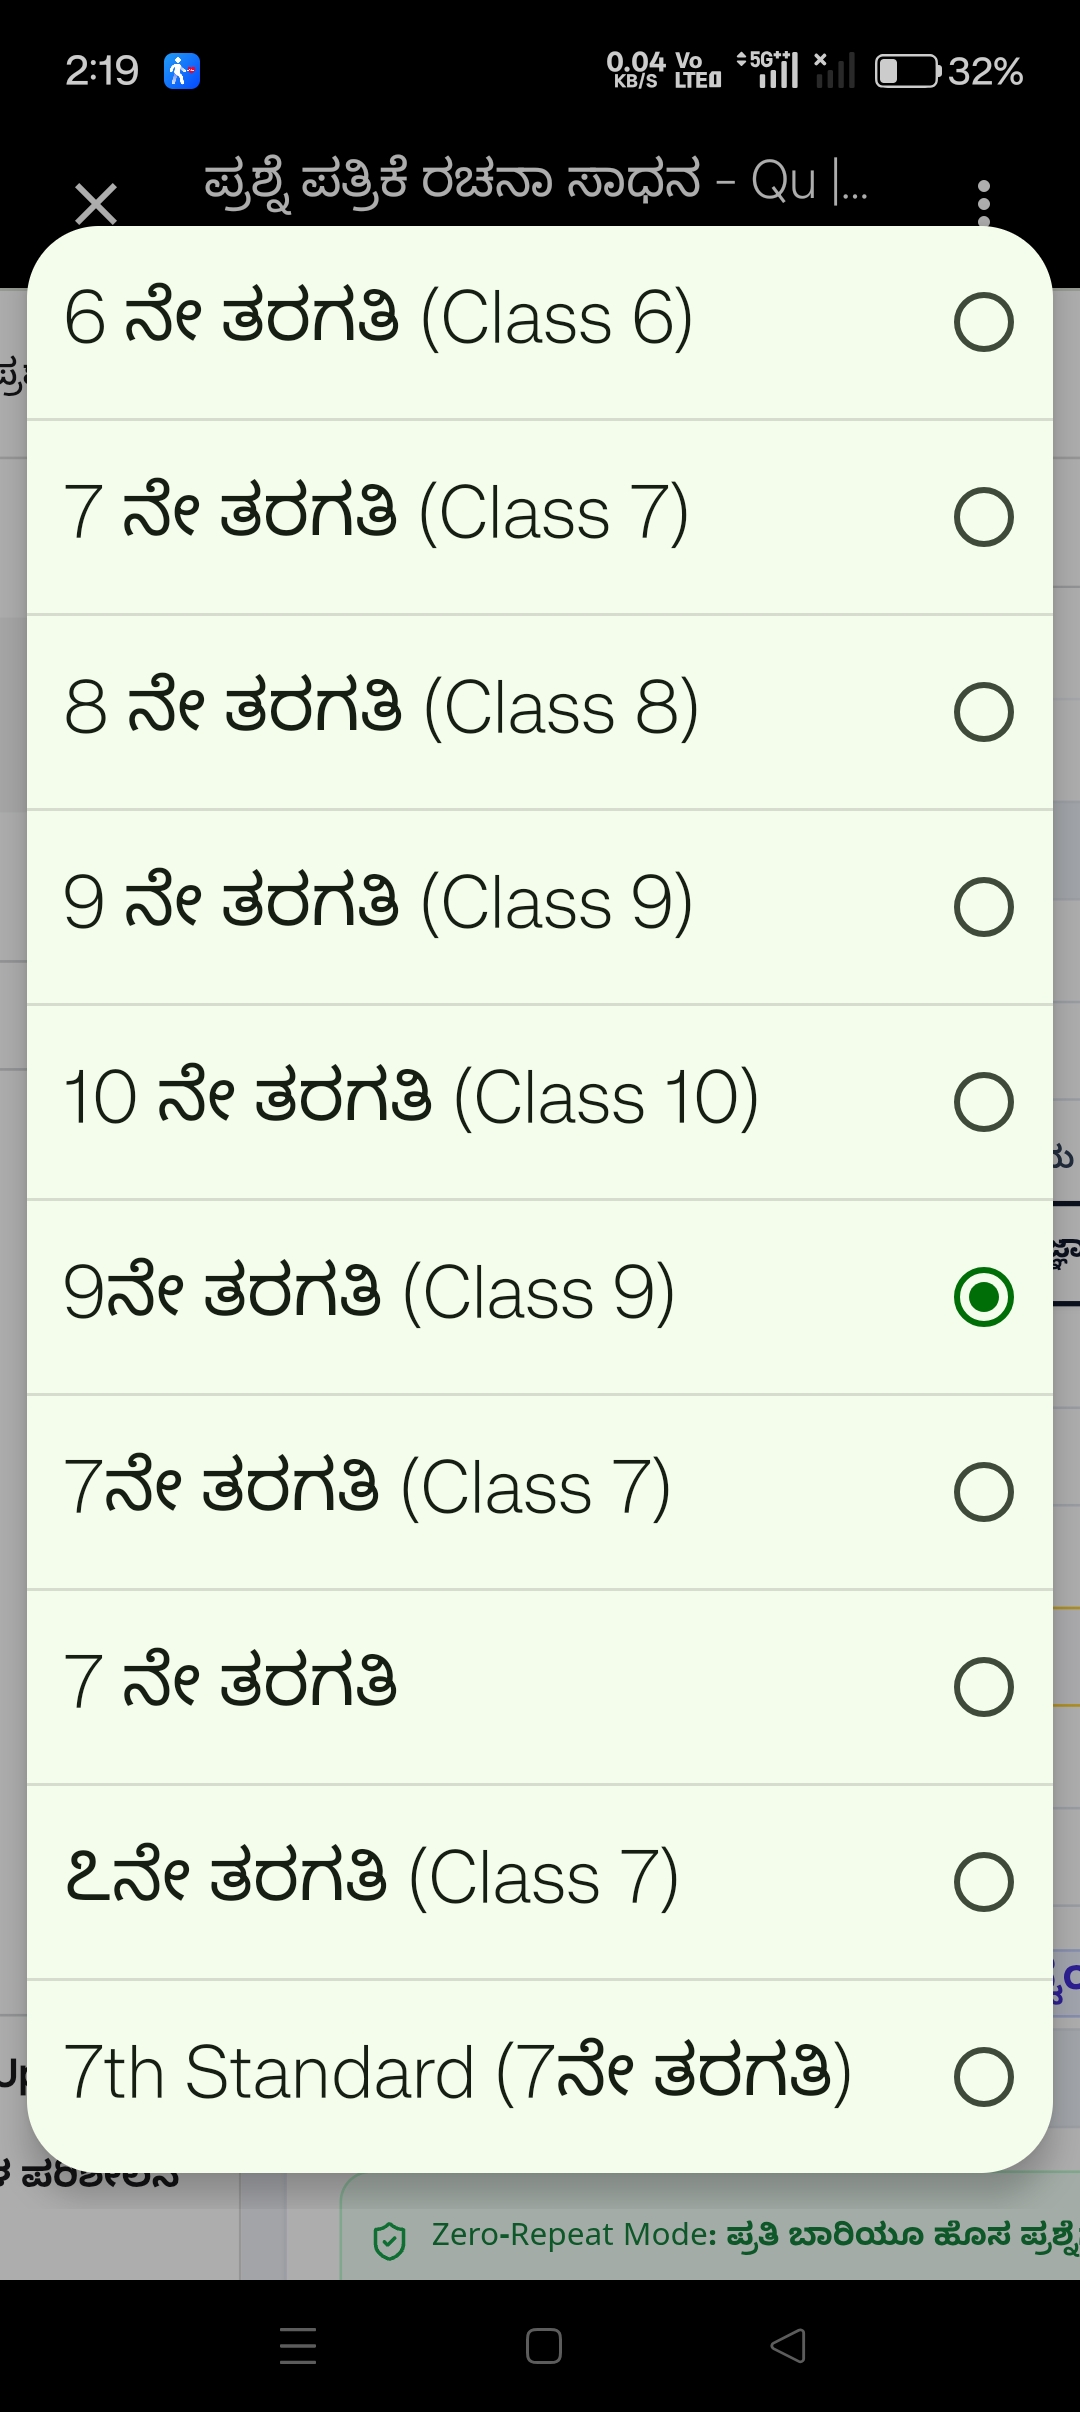 2:19
0.04 KB/S Vo LTE 5G++ 32%
ಪ್ರಶ್ನೆ ಪತ್ರಿಕೆ ರಚನಾ ಸಾಧನ - Qu |...
6 ನೇ ತರಗತಿ (Class 6)
7 ನೇ ತರಗತಿ (Class 7)
8 ನೇ ತರಗತಿ (Class 8)
9 ನೇ ತರಗತಿ (Class 9)
10 ನೇ ತರಗತಿ (Class 10)
9ನೇ ತರಗತಿ (Class 9)
7ನೇ ತರಗತಿ (Class 7)
7 ನೇ ತರಗತಿ
೭ನೇ ತರಗತಿ (Class 7)
7th Standard (7ನೇ ತರಗತಿ)
ಪರಿಶೀಲನೆ
Zero-Repeat Mode: ಪ್ರತಿ ಬಾರಿಯೂ ಹೊಸ